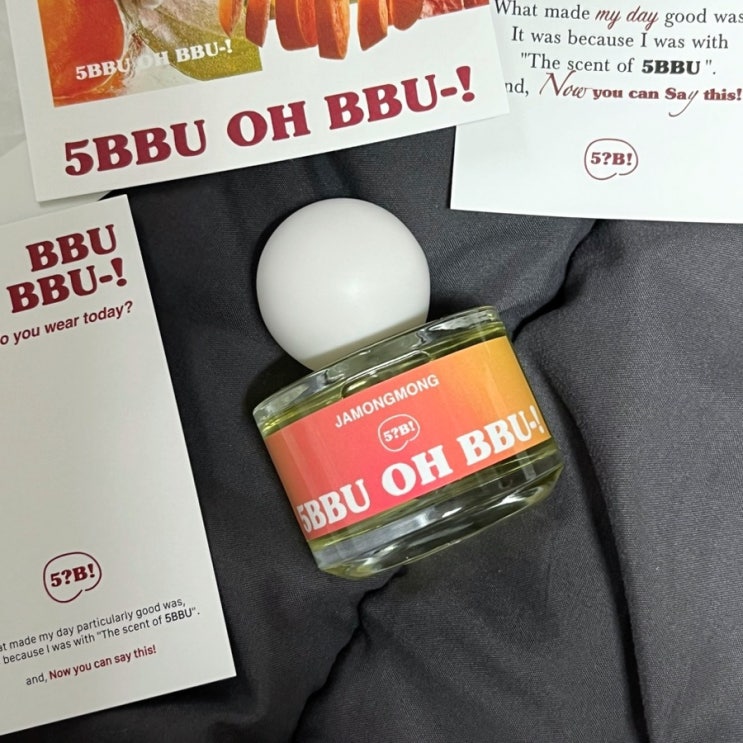 5BBU OH BBU-!
5BBU OH BBU-!
What made my day good was
It was because I was with
"The scent of 5BBU".
nd, Now you can Say this!
5?B!
BBU
BBU-!
o you wear today?
5?B!
at made my day particularly good was,
because I was with "The scent of 5BBU".
and, Now you can say this!
JAMONGMONG
5?B!
5BBU OH BBU-!